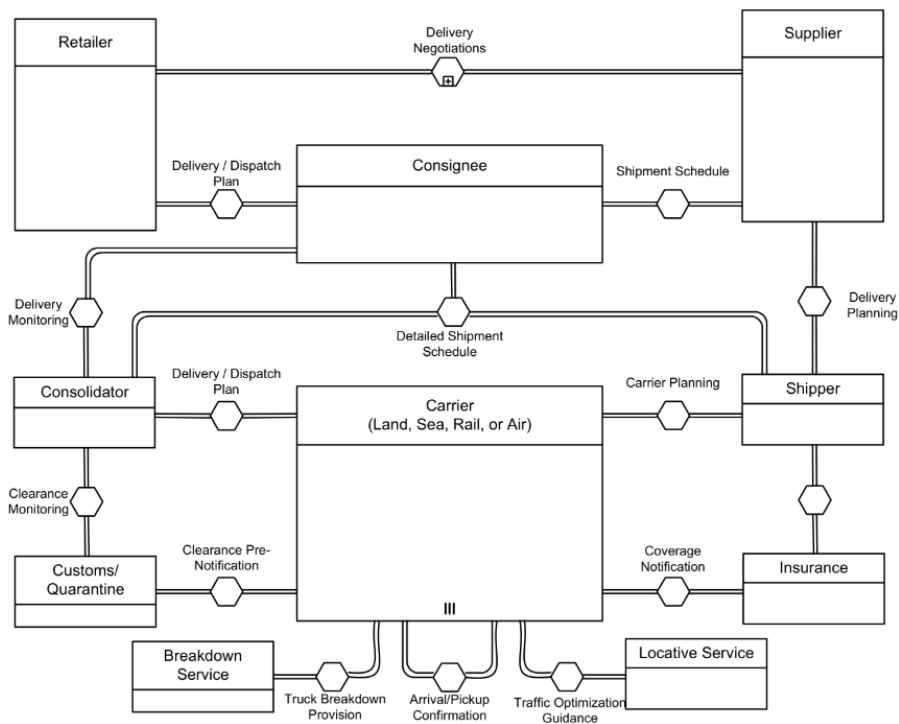 Retailer
Delivery
Negotiations
Supplier
Delivery / Dispatch
Plan
Consignee
Shipment Schedule
Delivery
Monitoring
Detailed Shipment
Schedule
Delivery
Planning
Consolidator
Delivery / Dispatch
Plan
Carrier
(Land, Sea, Rail, or Air)
Carrier Planning
Shipper
Clearance
Monitoring
Customs/
Quarantine
Clearance Pre-
Notification
Coverage
Notification
Insurance
Breakdown
Service
Truck Breakdown
Provision
Arrival/Pickup
Confirmation
Traffic Optimization
Guidance
Locative Service